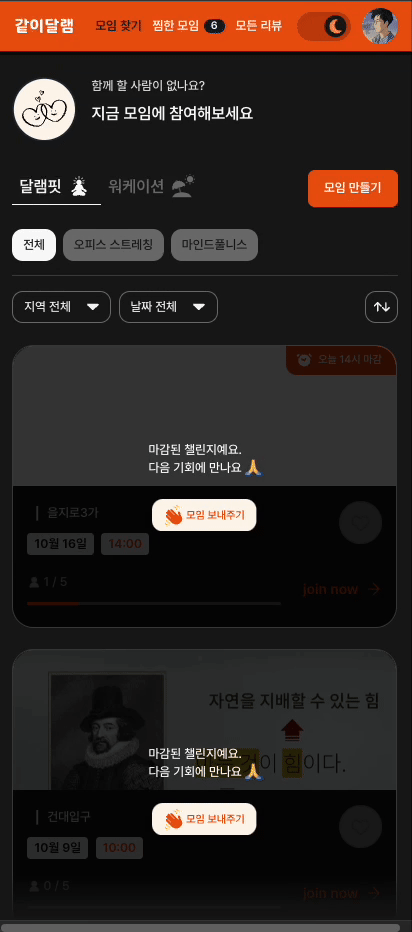 같이달램
모임 찾기 찜한 모임 6 모든 리뷰
함께 할 사람이 없나요?
지금 모임에 참여해보세요
달램핏 워케이션
모임 만들기
전체 오피스 스트레칭 마인드풀니스
지역 전체 날짜 전체
오늘 14시 마감
마감된 챌린지예요.
다음 기회에 만나요 🙏
👏 모임 보내주기
을지로3가
10월 16일 14:00
1 / 5
join now →
자연을 지배할 수 있는 힘
마감된 챌린지예요.
다음 기회에 만나요 🙏
것이 힘이다.
👏 모임 보내주기
건대입구
10월 9일 10:00
0 / 5
join now →